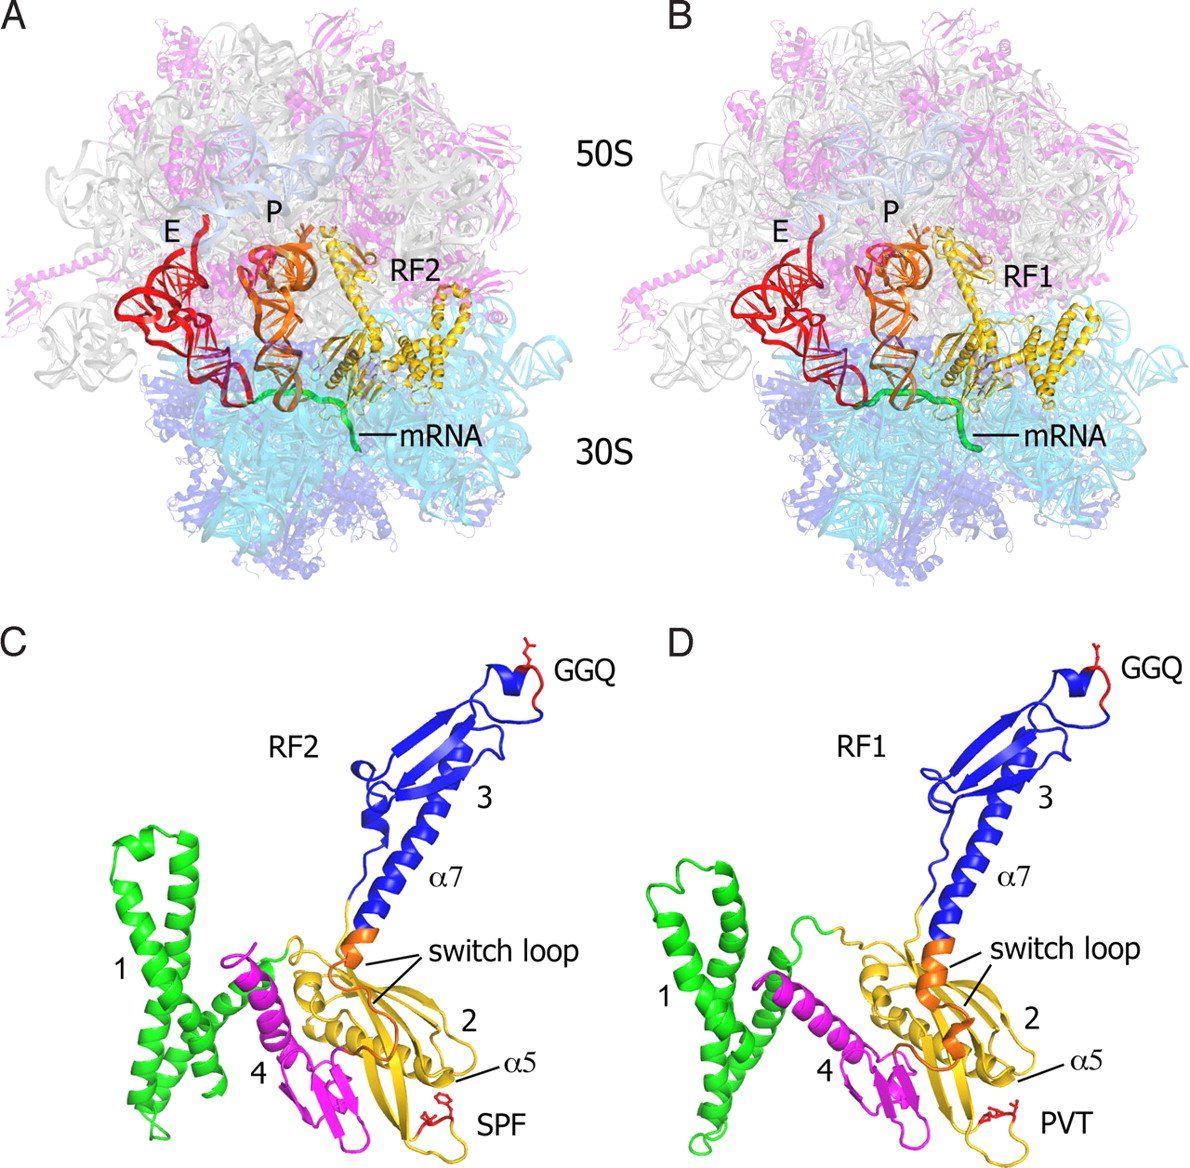 A
B
50S
E
P
RF2
E
P
RF1
mRNA
mRNA
30S
C
D
GGQ
GGQ
RF2
RF1
3
3
α7
α7
1
switch loop
1
switch loop
2
2
4
α5
4
α5
SPF
PVT